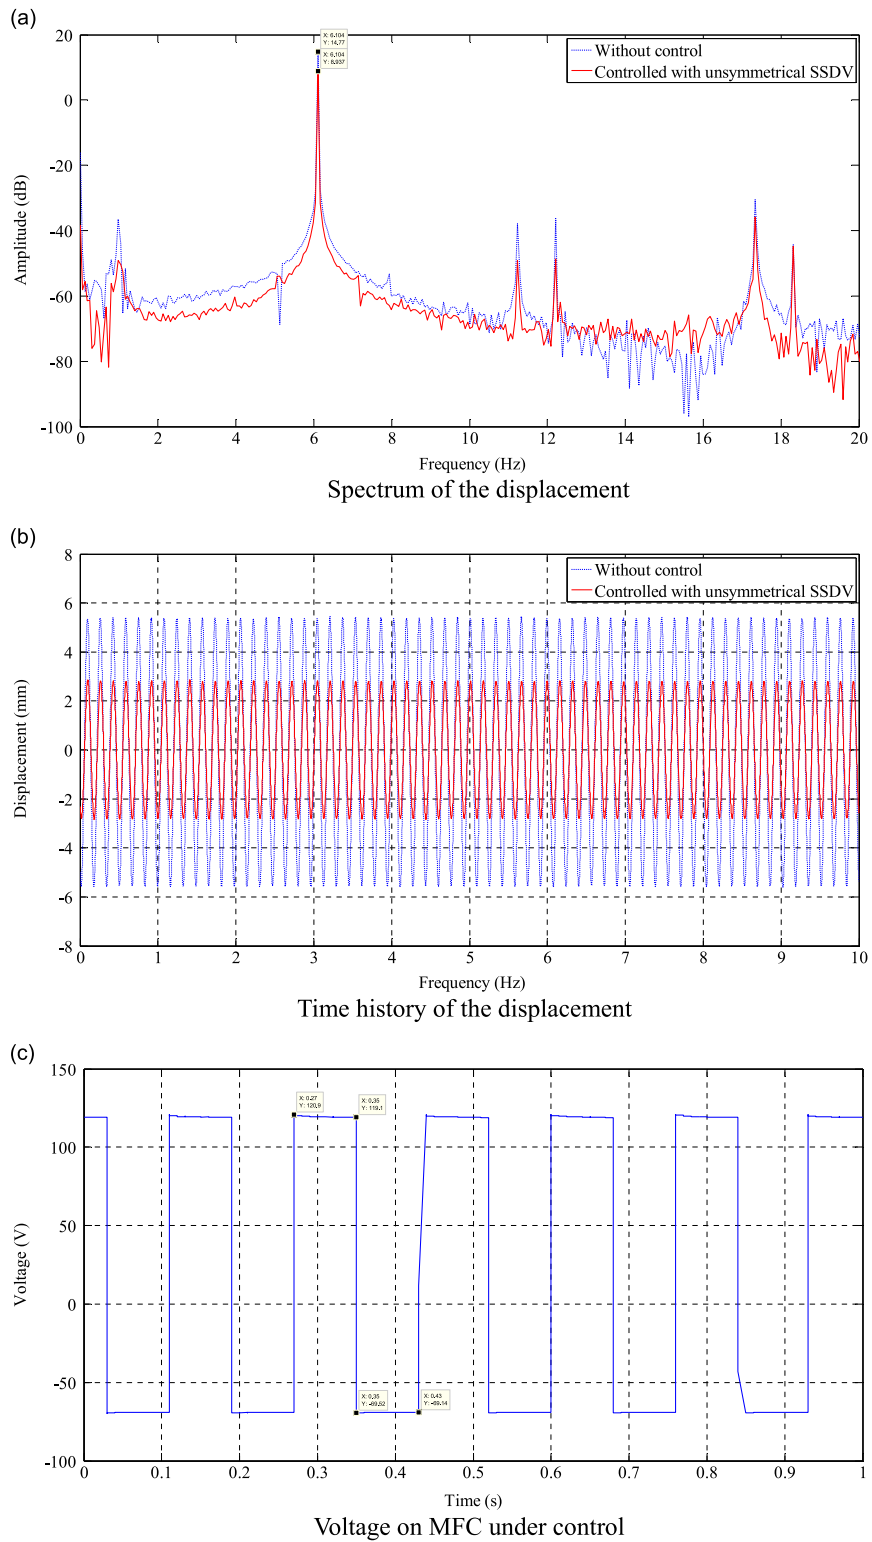 (a)
20
0
-20
-40
-60
-80
-100
Amplitude (dB)
X: 6.104
Y: 14.77
X: 6.104
Y: 8.937
Without control
Controlled with unsymmetrical SSDV
0 2 4 6 8 10 12 14 16 18 20
Frequency (Hz)
Spectrum of the displacement
(b)
8
6
4
2
0
-2
-4
-6
-8
Displacement (mm)
Without control
Controlled with unsymmetrical SSDV
0 1 2 3 4 5 6 7 8 9 10
Frequency (Hz)
Time history of the displacement
(c)
150
100
50
0
-50
-100
Voltage (V)
X: 0.27
Y: 120.9
X: 0.35
Y: 119.1
X: 0.35
Y: -69.52
X: 0.43
Y: -69.14
0 0.1 0.2 0.3 0.4 0.5 0.6 0.7 0.8 0.9 1
Time (s)
Voltage on MFC under control